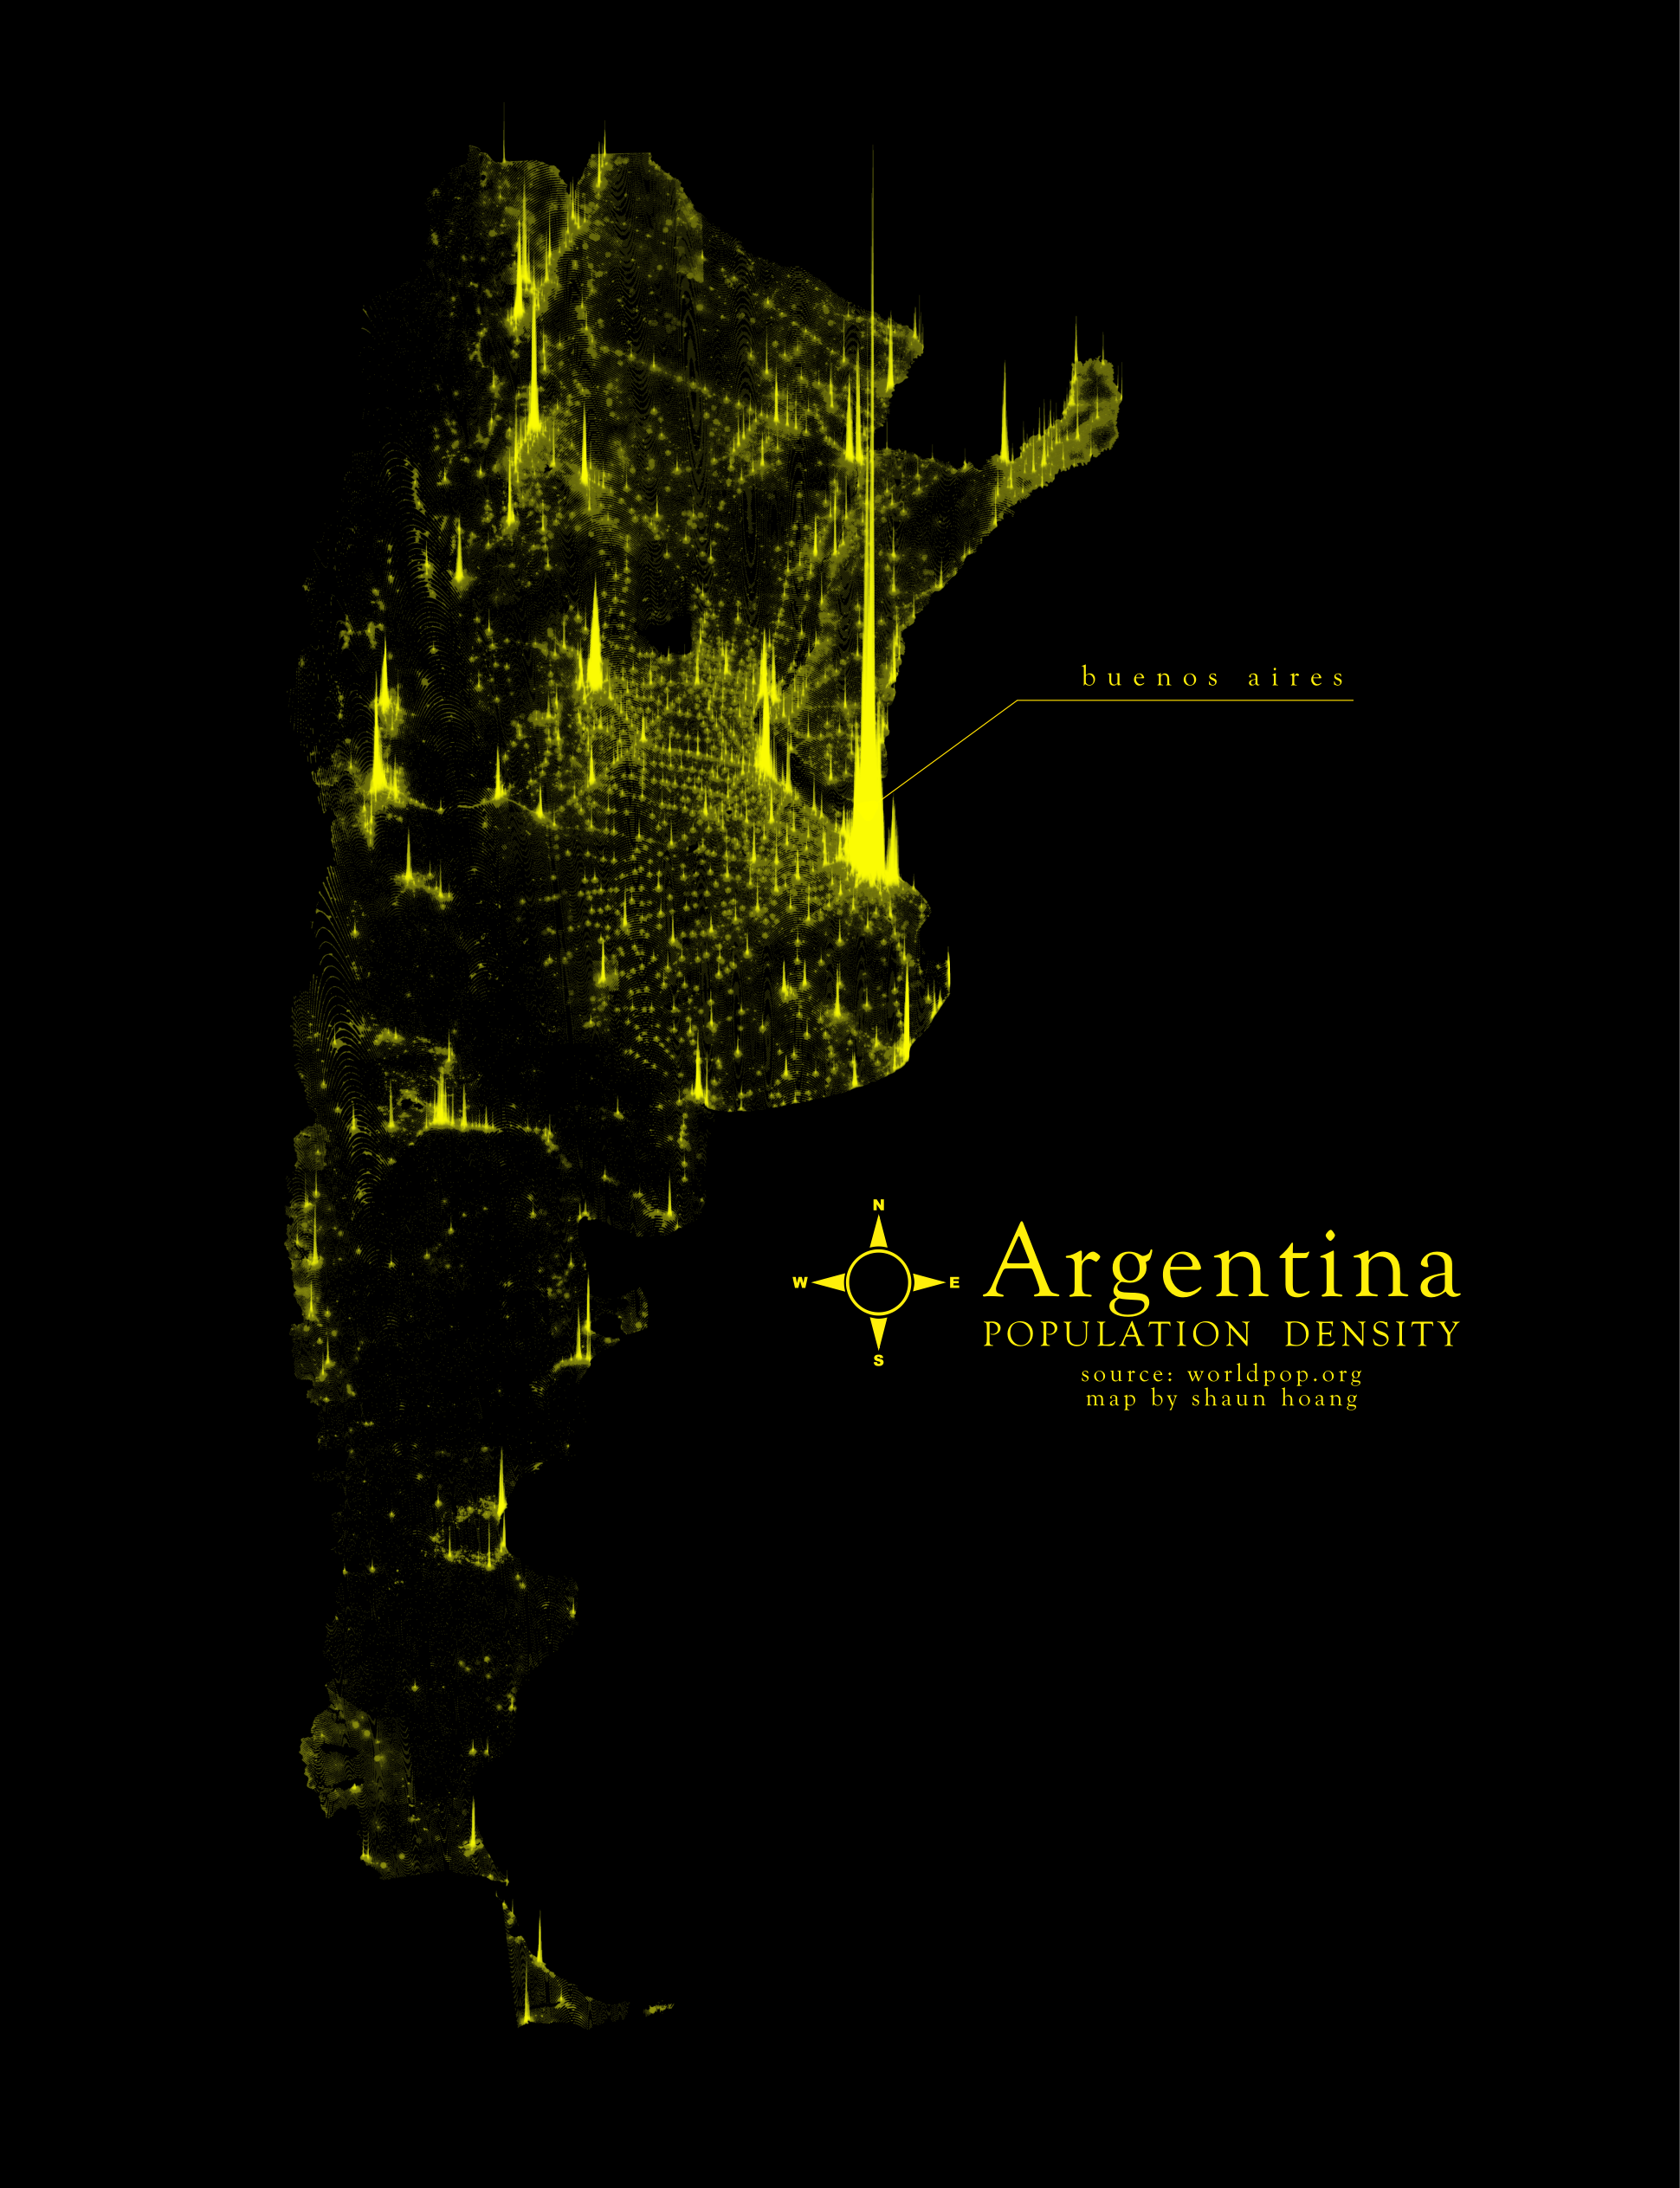 buenos aires
N
W E
S
Argentina
POPULATION DENSITY
source: worldpop.org
map by shaun hoang